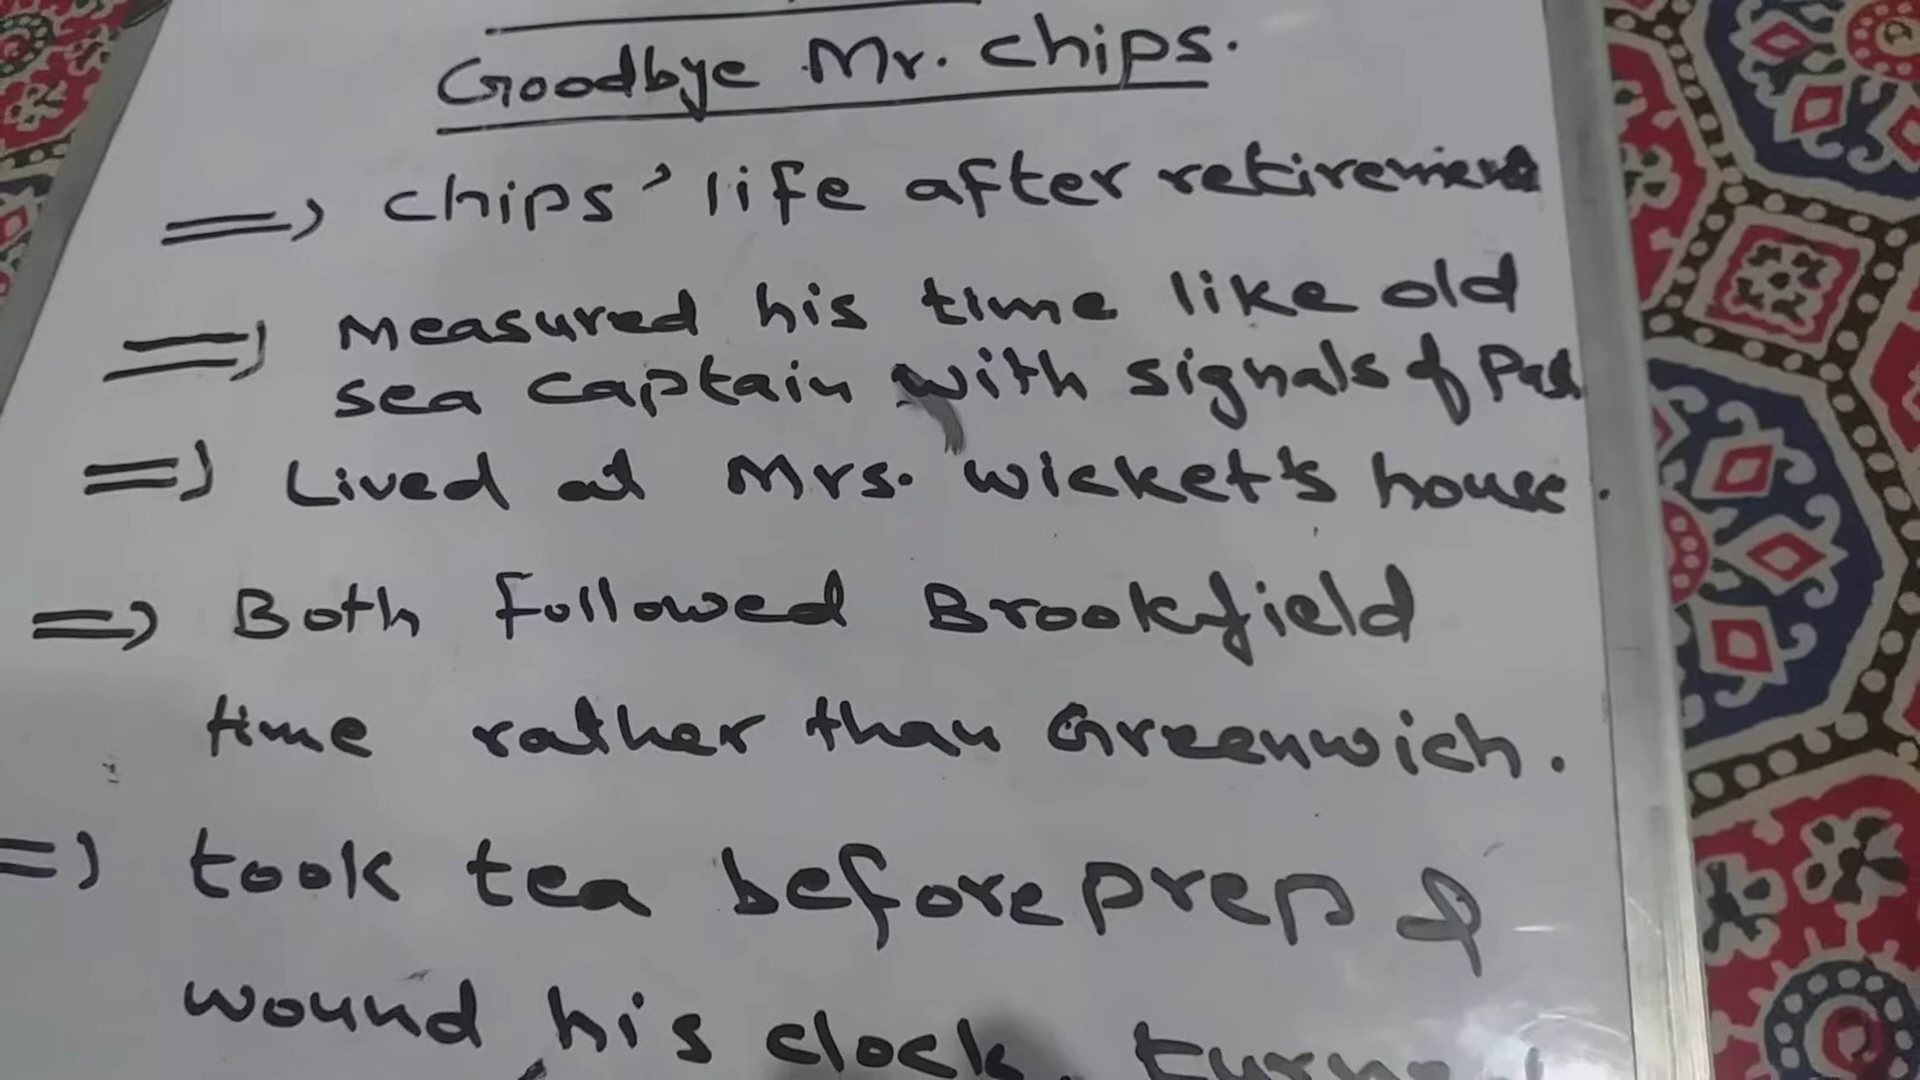 Goodbye Mr. Chips.
=> Chips' life after retirement
=> Measured his time like old
sea captain with signals of
=> Lived at Mrs. Wicket's house.
=> Both followed Brookfield
time rather than Greenwich.
=> took tea before prep &
wound his clock,